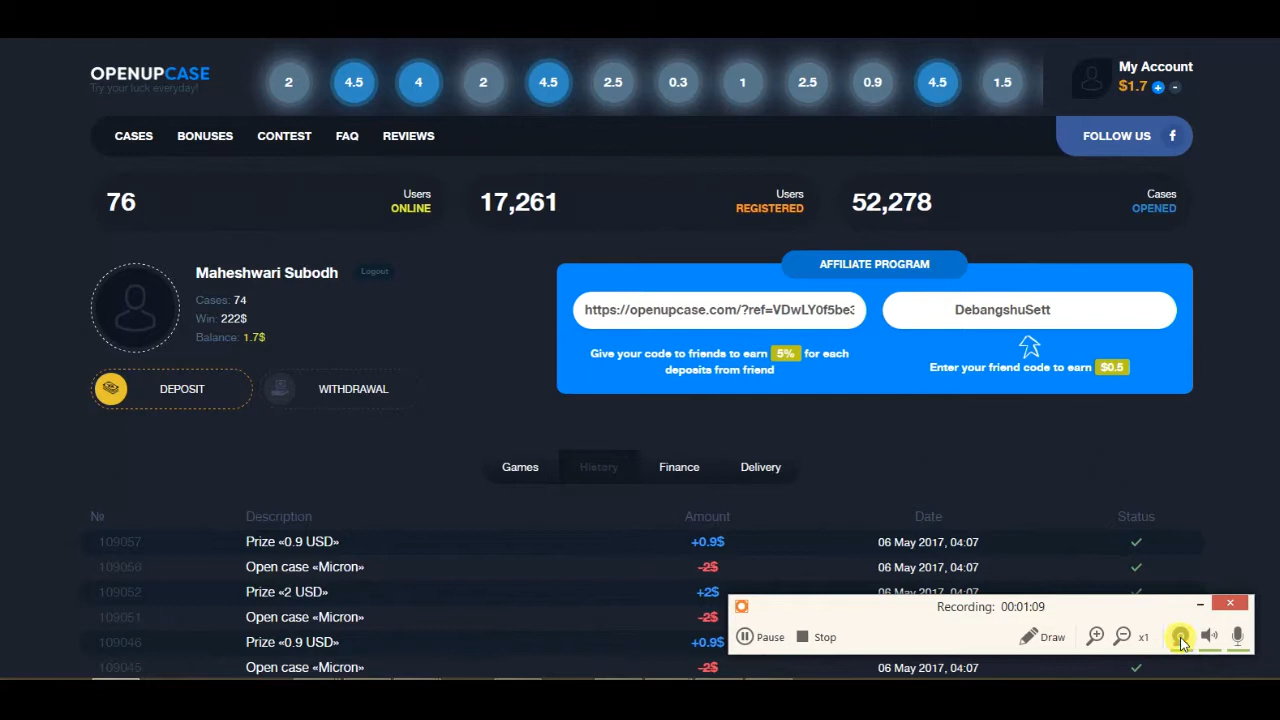 OPENUPCASE
Try your luck everyday!
2 4.5 4 2 4.5 2.5 0.3 1 2.5 0.9 4.5 1.5
My Account
$1.7 + -
CASES BONUSES CONTEST FAQ REVIEWS
FOLLOW US f
76 Users ONLINE
17,261 Users REGISTERED
52,278 Cases OPENED
Maheshwari Subodh Logout
Cases: 74
Win: 222$
Balance: 1.7$
DEPOSIT WITHDRAWAL
AFFILIATE PROGRAM
https://openupcase.com/?ref=VDwLY0f5be3
DebangshuSett
Give your code to friends to earn 5% for each
deposits from friend
Enter your friend code to earn $0.5
Games History Finance Delivery
№ Description Amount Date Status
109057 Prize «0.9 USD» +0.9$ 06 May 2017, 04:07
109056 Open case «Micron» -2$ 06 May 2017, 04:07
109052 Prize «2 USD» +2$ 06 May 2017, 04:07
109051 Open case «Micron» -2$
109046 Prize «0.9 USD» +0.9$
109045 Open case «Micron» -2$ 06 May 2017, 04:07
Recording: 00:01:09
Pause Stop Draw x1